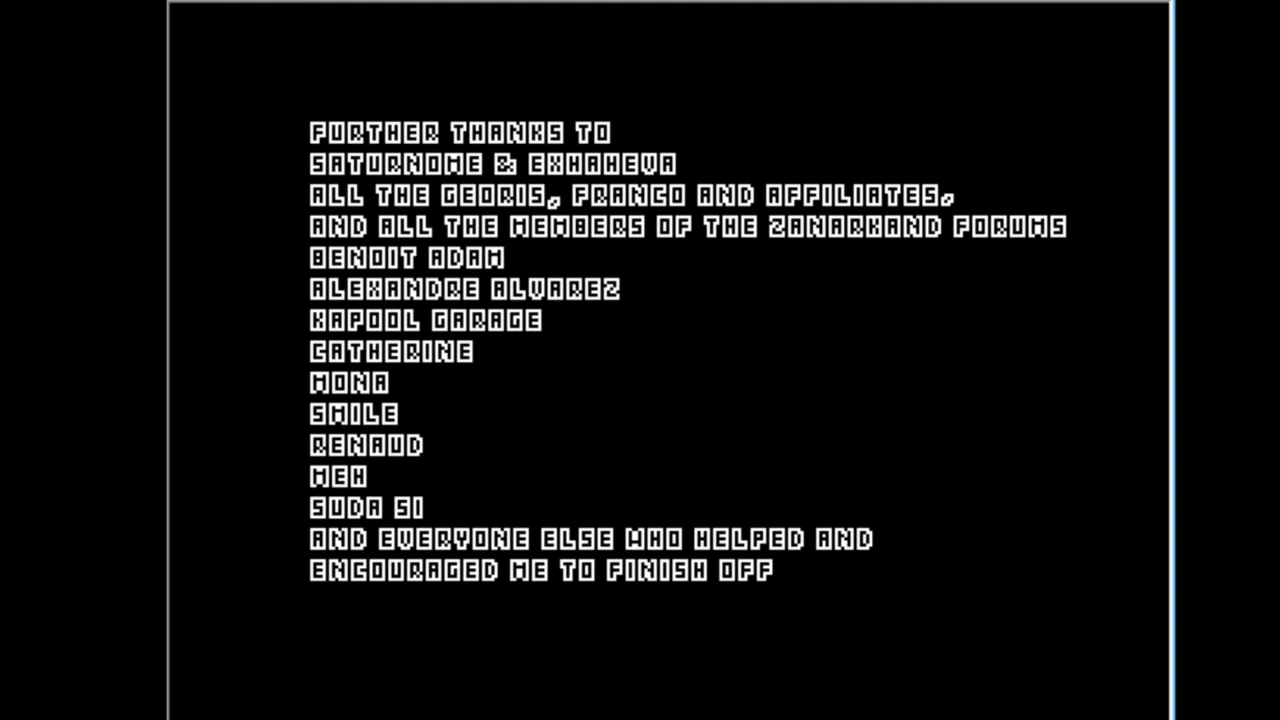 FURTHER THANKS TO
SATURNOME & EXHAHEVA
ALL THE GEORIS, FRANCO AND AFFILIATES,
AND ALL THE MEMBERS OF THE ZANARKAND FORUMS
BENOIT ADAM
ALEXANDRE ALVAREZ
KAPOOL GARAGE
CATHERINE
MONA
SMILE
RENAUD
MEH
SUDA 51
AND EVERYONE ELSE WHO HELPED AND
ENCOURAGED ME TO FINISH OFF